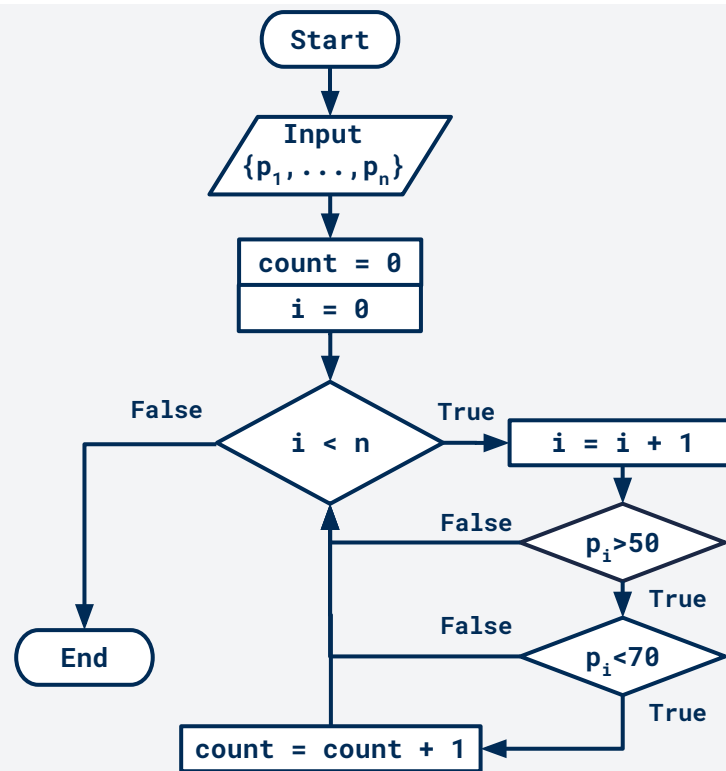 Start
Input
{p₁,...,pₙ}
count = 0
i = 0
False
True
i < n
i = i + 1
False
pᵢ>50
True
False
End
pᵢ<70
True
count = count + 1